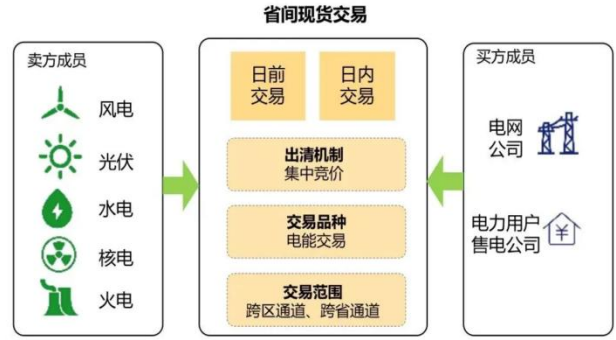 省间现货交易
卖方成员
风电
光伏
水电
核电
火电
日前
交易
日内
交易
出清机制
集中竞价
交易品种
电能交易
交易范围
跨区通道、跨省通道
买方成员
电网
公司
电力用户
售电公司
¥